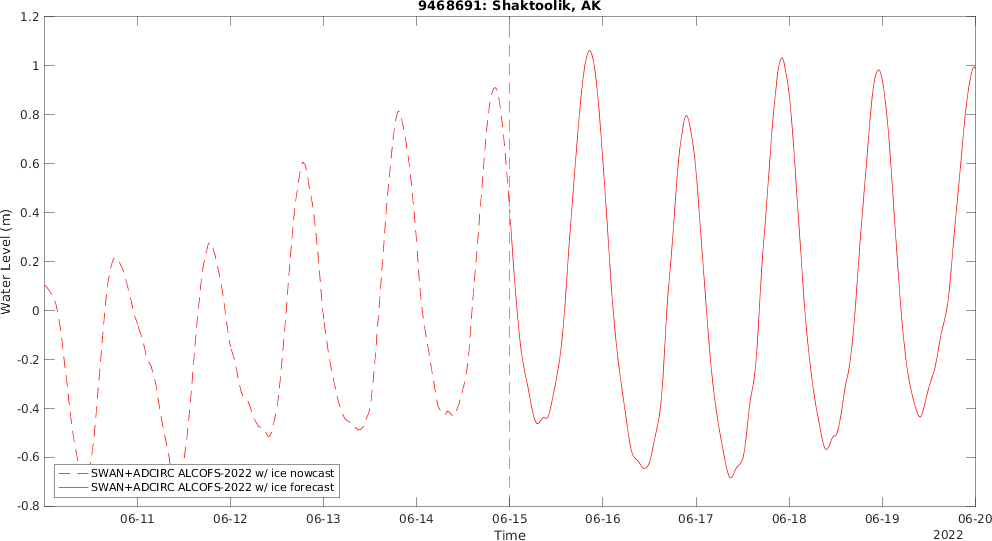 9468691: Shaktoolik, AK
1.2
1
0.8
0.6
0.4
0.2
0
-0.2
-0.4
-0.6
-0.8
Water Level (m)
SWAN+ADCIRC ALCOFS-2022 w/ ice nowcast
SWAN+ADCIRC ALCOFS-2022 w/ ice forecast
06-11 06-12 06-13 06-14 06-15 06-16 06-17 06-18 06-19 06-20
Time
2022